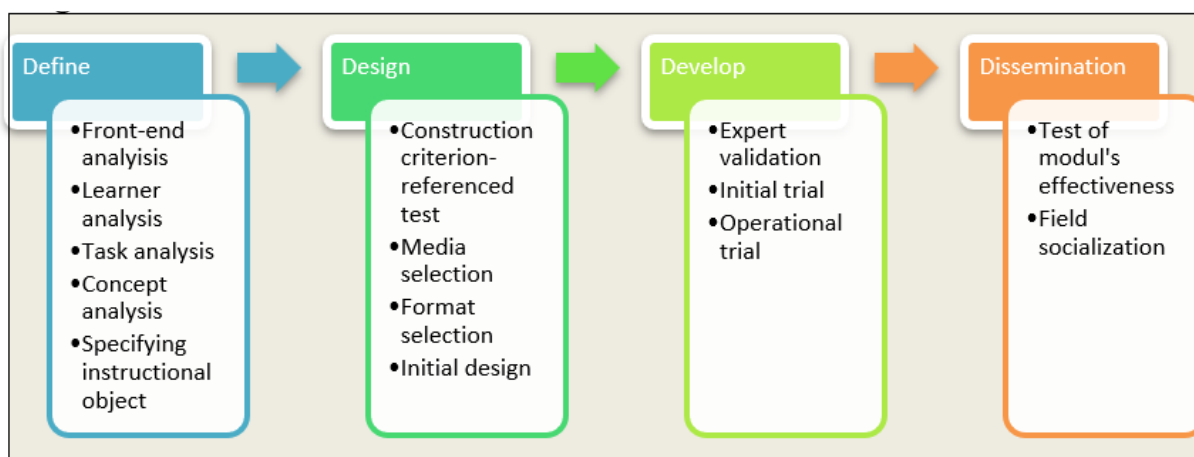 Define
•Front-end
analyisis
•Learner
analysis
•Task analysis
•Concept
analysis
•Specifying
instructional
object
Design
•Construction
criterion-
referenced
test
•Media
selection
•Format
selection
•Initial design
Develop
•Expert
validation
•Initial trial
•Operational
trial
Dissemination
•Test of
modul's
effectiveness
•Field
socialization